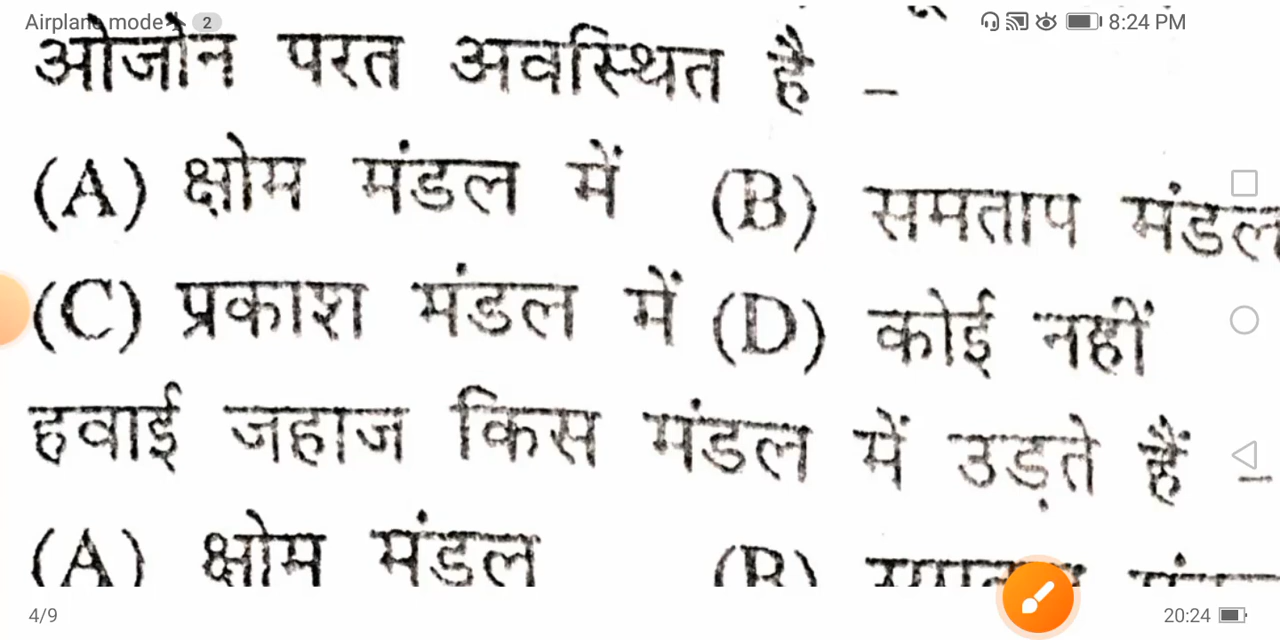 Airplane mode 2 8:24 PM
ओजोन परत अवस्थित है –
(A) क्षोम मंडल में (B) समताप मंडल
(C) प्रकाश मंडल में (D) कोई नहीं
हवाई जहाज किस मंडल में उड़ते हैं –
(A) क्षोम मंडल (B)
4/9 20:24